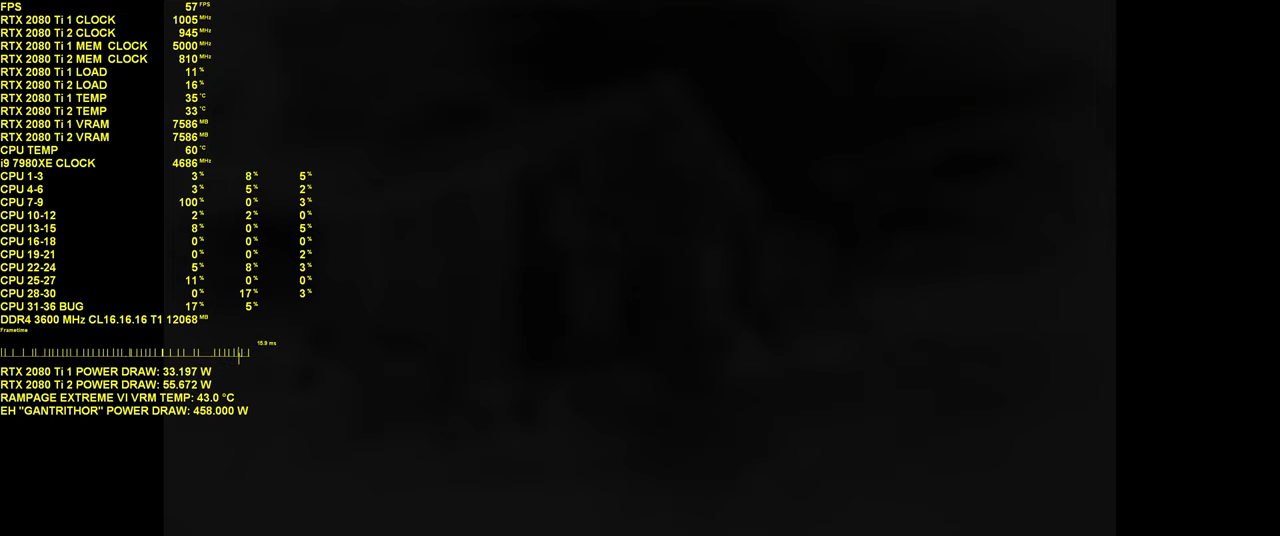 FPS 57 FPS
RTX 2080 Ti 1 CLOCK 1005 MHz
RTX 2080 Ti 2 CLOCK 945 MHz
RTX 2080 Ti 1 MEM CLOCK 5000 MHz
RTX 2080 Ti 2 MEM CLOCK 810 MHz
RTX 2080 Ti 1 LOAD 11 %
RTX 2080 Ti 2 LOAD 16 %
RTX 2080 Ti 1 TEMP 35 °C
RTX 2080 Ti 2 TEMP 33 °C
RTX 2080 Ti 1 VRAM 7586 MB
RTX 2080 Ti 2 VRAM 7586 MB
CPU TEMP 60 °C
i9 7980XE CLOCK 4686 MHz
CPU 1-3 3 % 8 % 5 %
CPU 4-6 3 % 5 % 2 %
CPU 7-9 100 % 0 % 3 %
CPU 10-12 2 % 2 % 0 %
CPU 13-15 8 % 0 % 5 %
CPU 16-18 0 % 0 % 0 %
CPU 19-21 0 % 0 % 2 %
CPU 22-24 5 % 8 % 3 %
CPU 25-27 11 % 0 % 0 %
CPU 28-30 0 % 17 % 3 %
CPU 31-36 BUG 17 % 5 %
DDR4 3600 MHz CL16.16.16 T1 12068 MB
Frametime
15.9 ms
RTX 2080 Ti 1 POWER DRAW: 33.197 W
RTX 2080 Ti 2 POWER DRAW: 55.672 W
RAMPAGE EXTREME VI VRM TEMP: 43.0 °C
EH "GANTRITHOR" POWER DRAW: 458.000 W